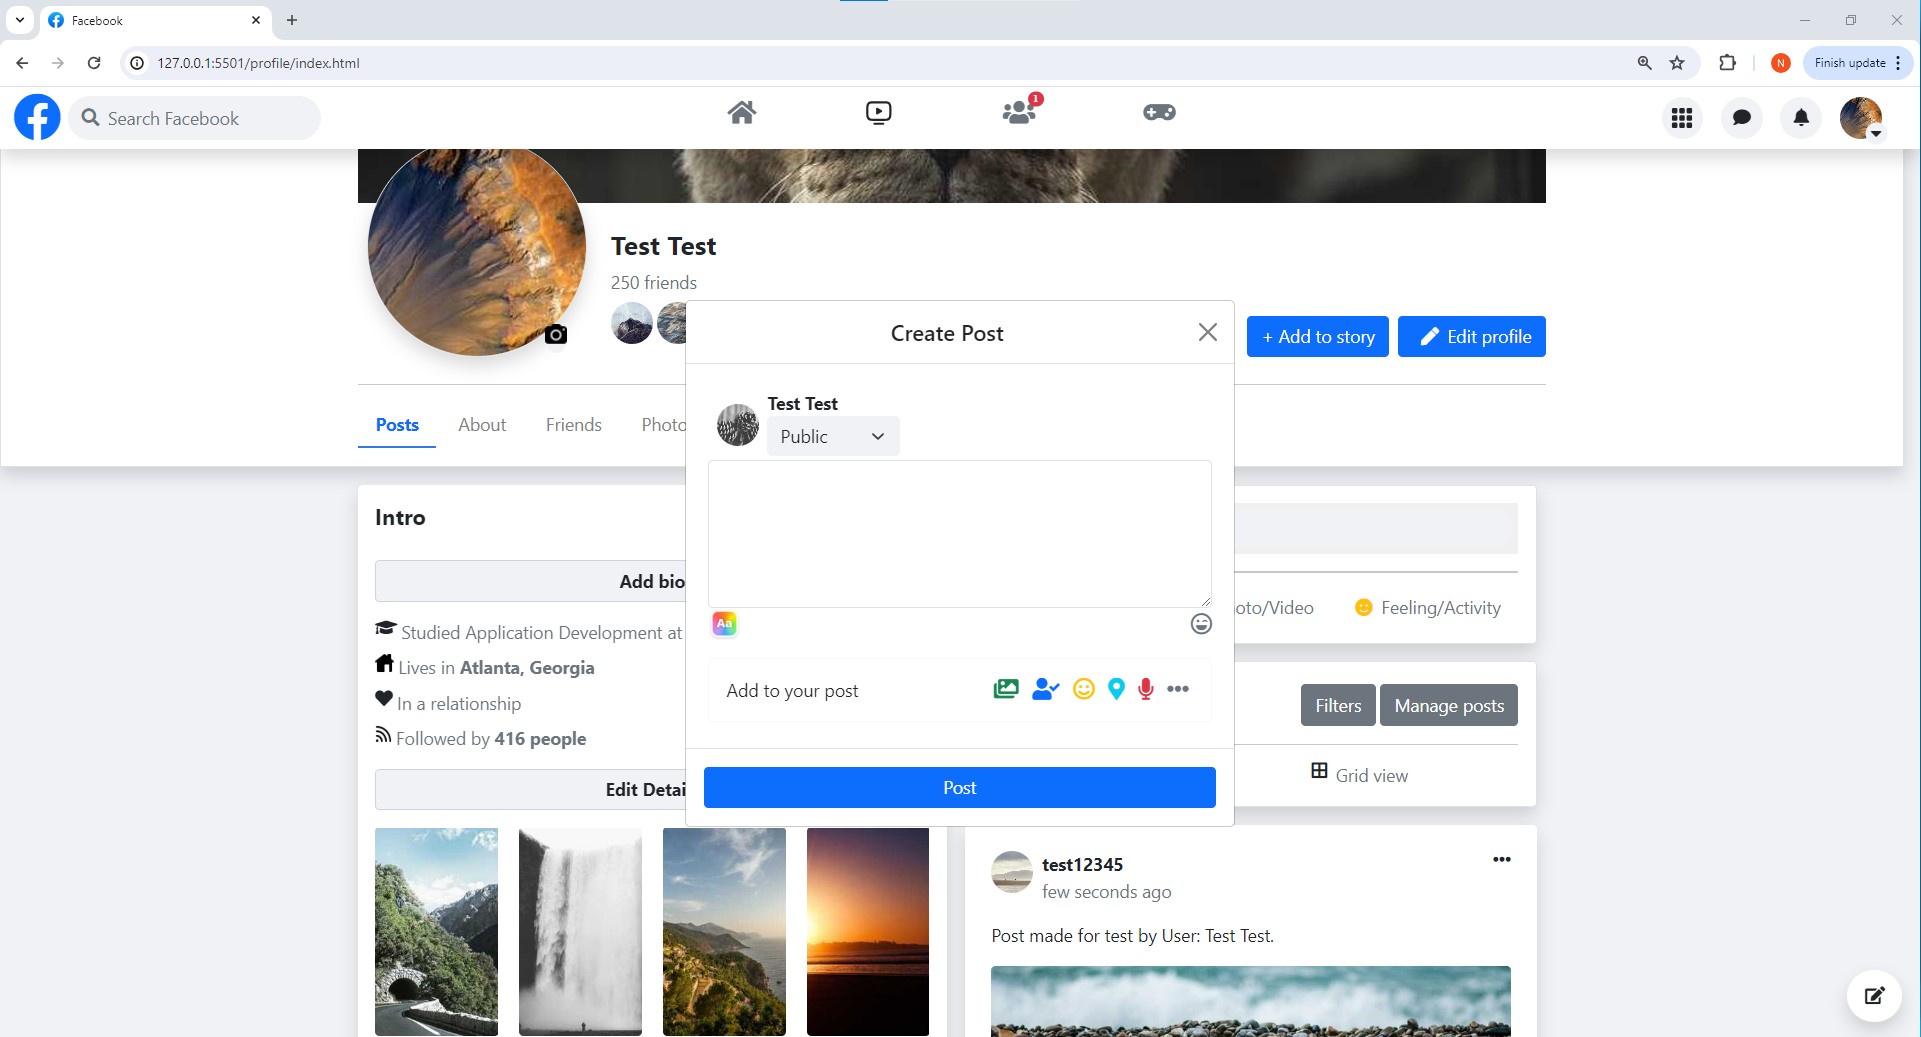 Facebook
127.0.0.1:5501/profile/index.html
N
Finish update
Search Facebook
1
Test Test
250 friends
+ Add to story
Edit profile
Posts
About
Friends
Photo
Create Post
Test Test
Public
Aa
Add to your post
Post
Intro
Add bio
Studied Application Development at
Lives in Atlanta, Georgia
In a relationship
Followed by 416 people
Edit Detai
oto/Video
Feeling/Activity
Filters
Manage posts
Grid view
test12345
few seconds ago
Post made for test by User: Test Test.